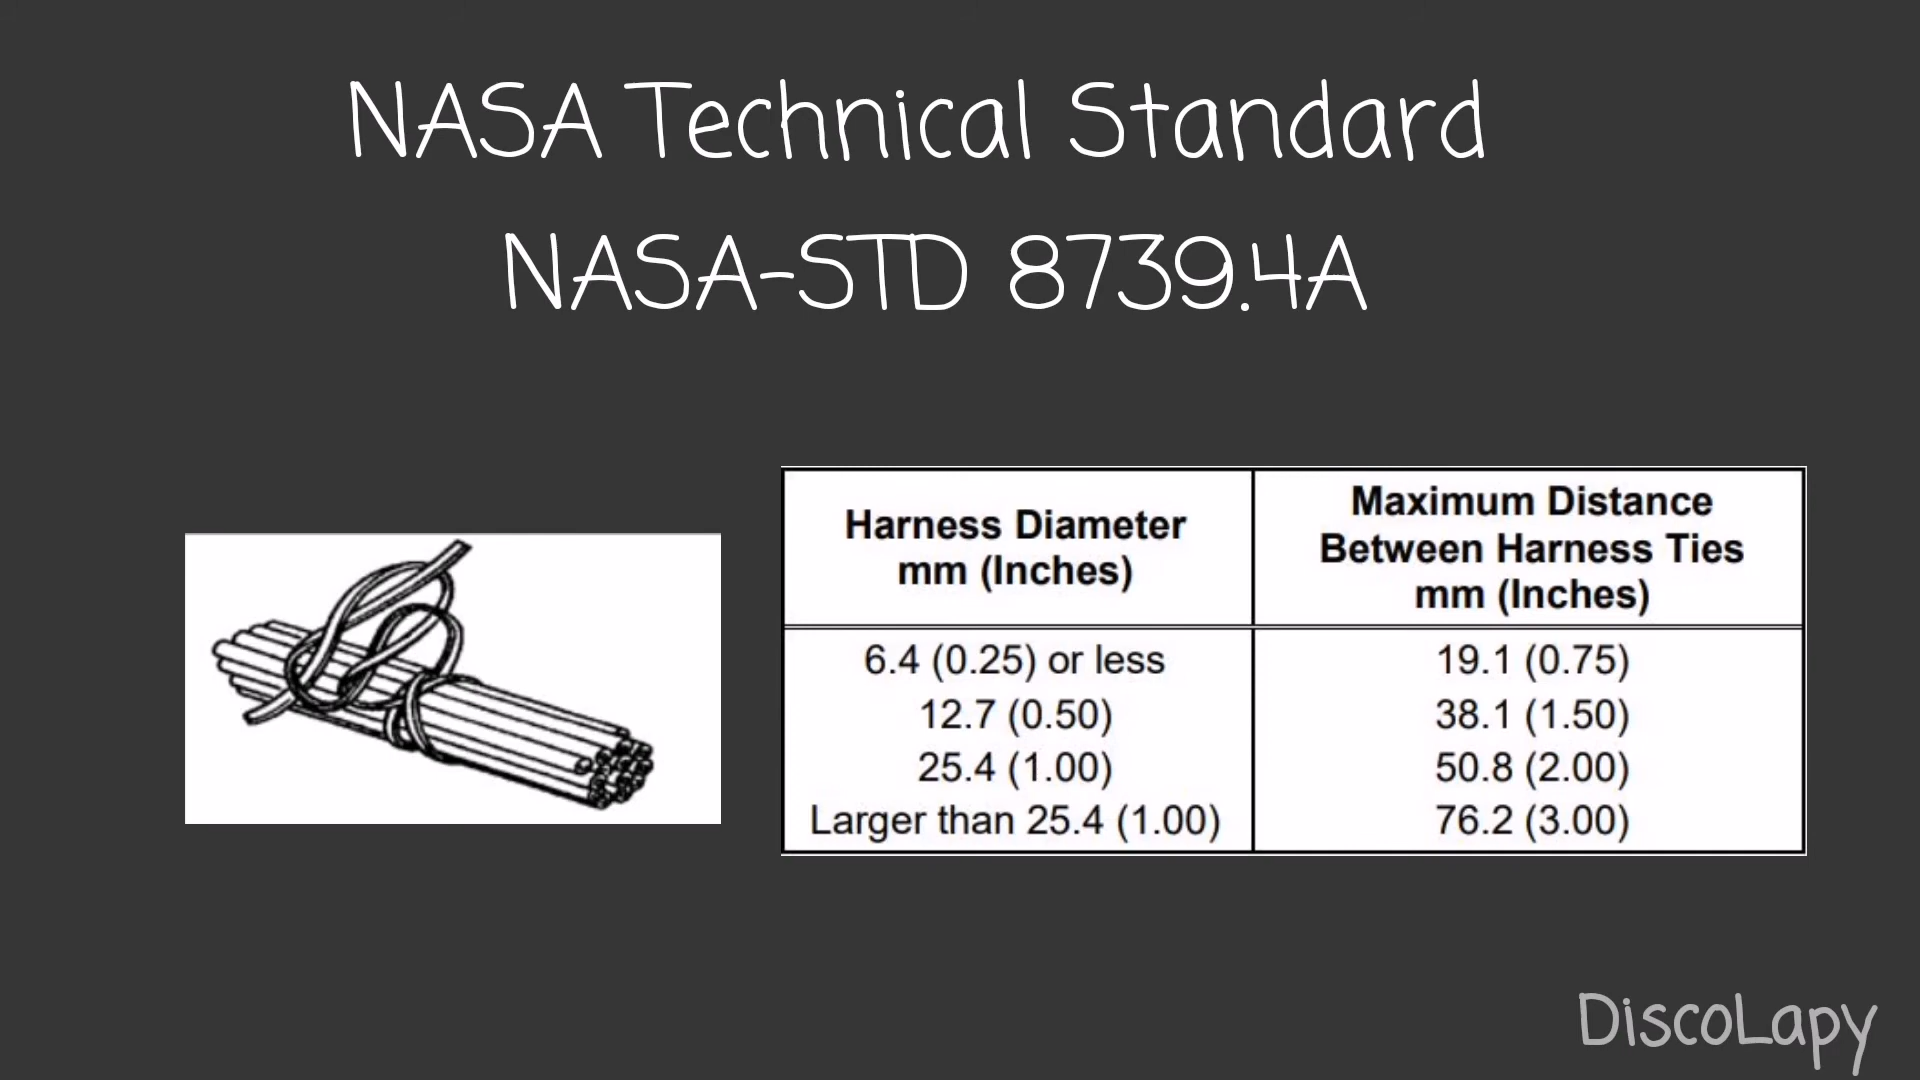 NASA Technical Standard
NASA-STD 8739.4A
Harness Diameter
mm (Inches)
Maximum Distance
Between Harness Ties
mm (Inches)
6.4 (0.25) or less
19.1 (0.75)
12.7 (0.50)
38.1 (1.50)
25.4 (1.00)
50.8 (2.00)
Larger than 25.4 (1.00)
76.2 (3.00)
DiscoLapy